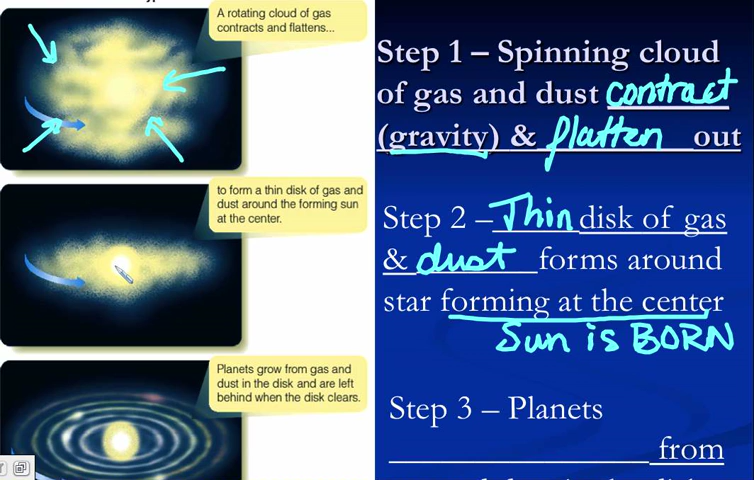 A rotating cloud of gas
contracts and flattens...
to form a thin disk of gas and
dust around the forming sun
at the center.
Planets grow from gas and
dust in the disk and are left
behind when the disk clears.
Step 1 – Spinning cloud
of gas and dust contract
(gravity) & flatten out
Step 2 – Thin disk of gas
& dust forms around
star forming at the center
Sun is BORN
Step 3 – Planets
from